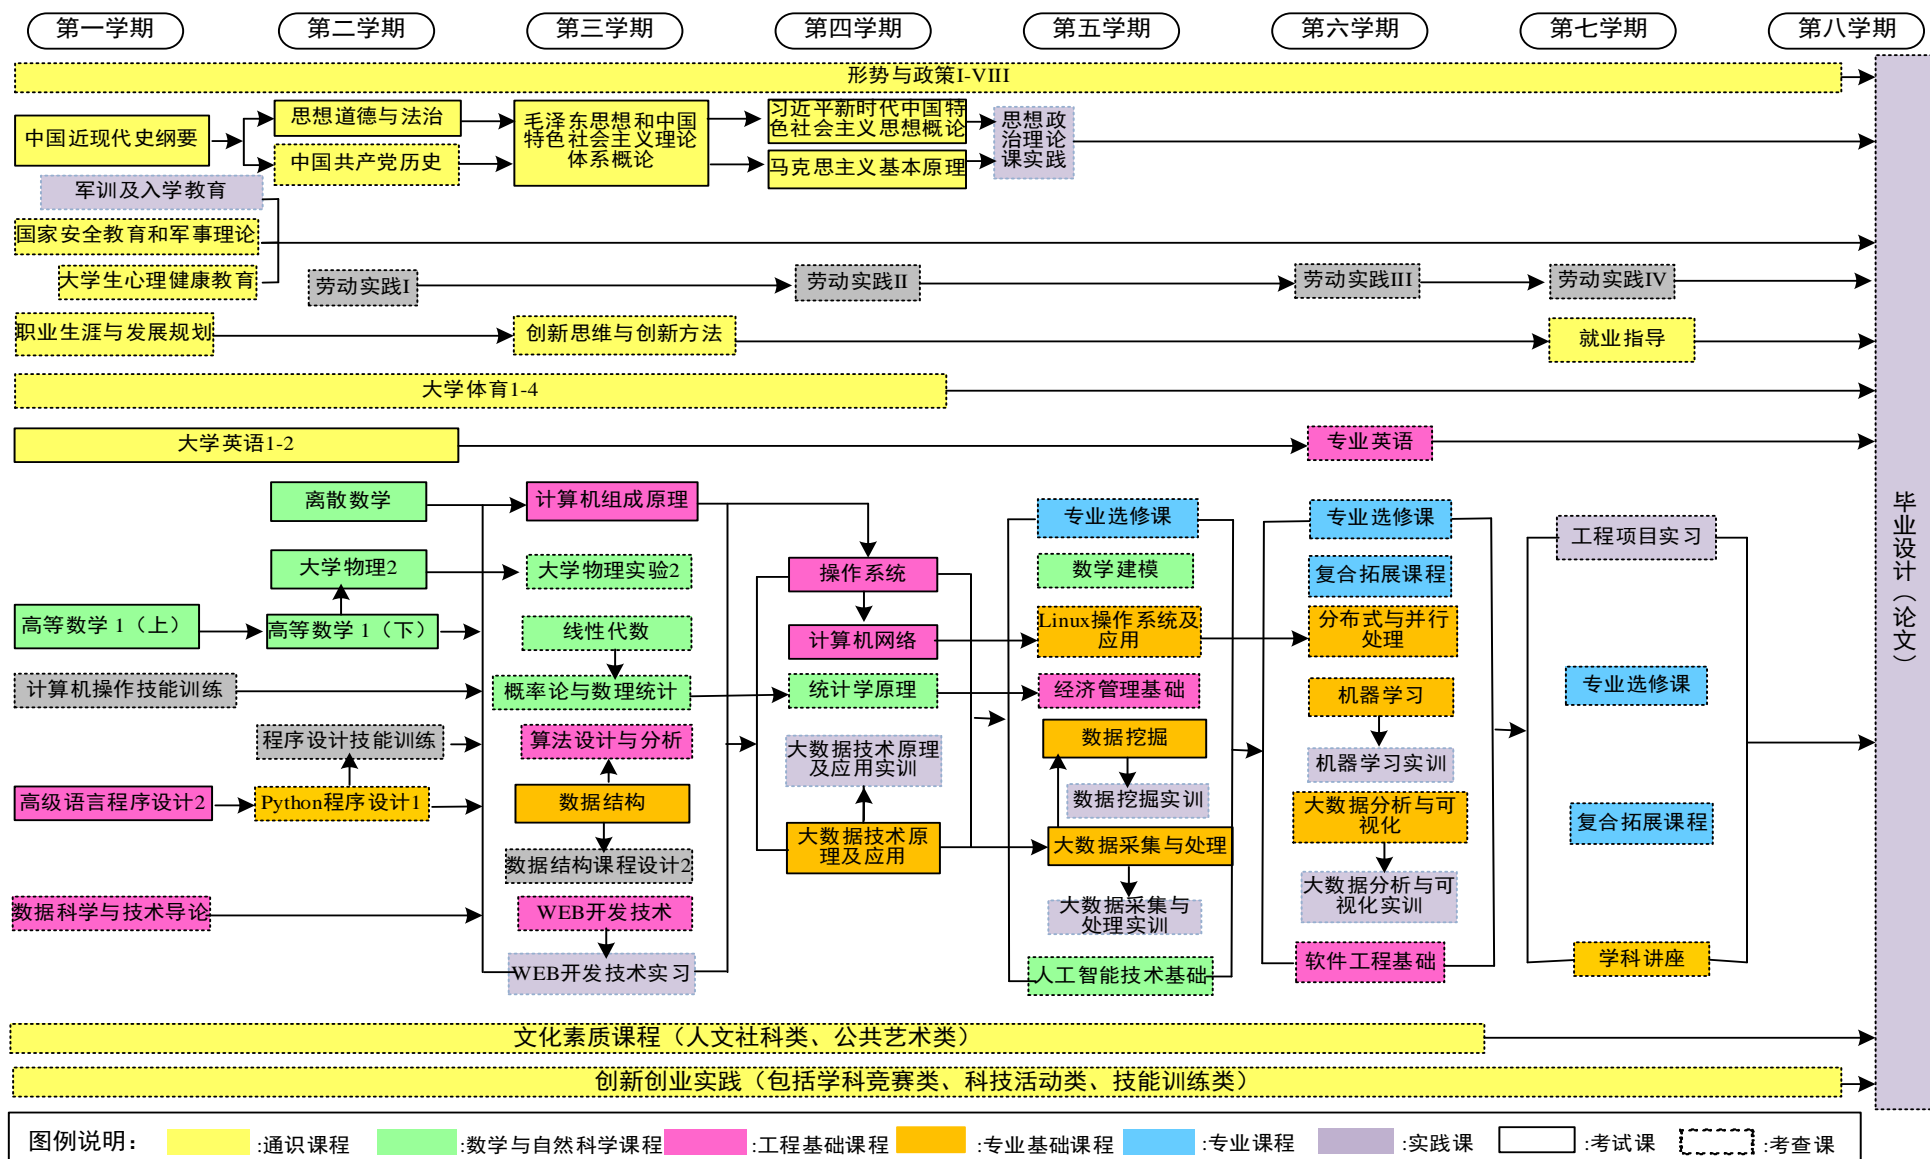 第一学期
第二学期
第三学期
第四学期
第五学期
第六学期
第七学期
第八学期
形势与政策I-VIII
中国近现代史纲要
思想道德与法治
中国共产党历史
毛泽东思想和中国
特色社会主义理论
体系概论
习近平新时代中国特
色社会主义思想概论
马克思主义基本原理
思想政
治理论
课实践
军训及入学教育
国家安全教育和军事理论
大学生心理健康教育
劳动实践I
劳动实践II
劳动实践III
劳动实践IV
职业生涯与发展规划
创新思维与创新方法
就业指导
大学体育1-4
大学英语1-2
专业英语
离散数学
大学物理2
高等数学 1（上）
高等数学 1（下）
计算机操作技能训练
程序设计技能训练
高级语言程序设计2
Python程序设计1
数据科学与技术导论
计算机组成原理
大学物理实验2
线性代数
概率论与数理统计
算法设计与分析
数据结构
数据结构课程设计2
WEB开发技术
WEB开发技术实习
操作系统
计算机网络
统计学原理
大数据技术原理
及应用实训
大数据技术原
理及应用
专业选修课
数学建模
Linux操作系统及
应用
经济管理基础
数据挖掘
数据挖掘实训
大数据采集与处理
大数据采集与
处理实训
人工智能技术基础
专业选修课
复合拓展课程
分布式与并行
处理
机器学习
机器学习实训
大数据分析与可
视化
大数据分析与可
视化实训
软件工程基础
工程项目实习
专业选修课
复合拓展课程
学科讲座
毕业设计（论文）
文化素质课程（人文社科类、公共艺术类）
创新创业实践（包括学科竞赛类、科技活动类、技能训练类）
图例说明：
:通识课程
:数学与自然科学课程
:工程基础课程
:专业基础课程
:专业课程
:实践课
:考试课
:考查课